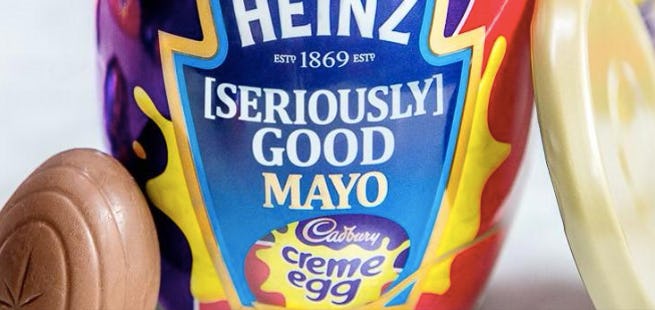 HEINZ
ESTD 1869 ESTD
[SERIOUSLY]
GOOD
MAYO
Cadbury
creme
egg